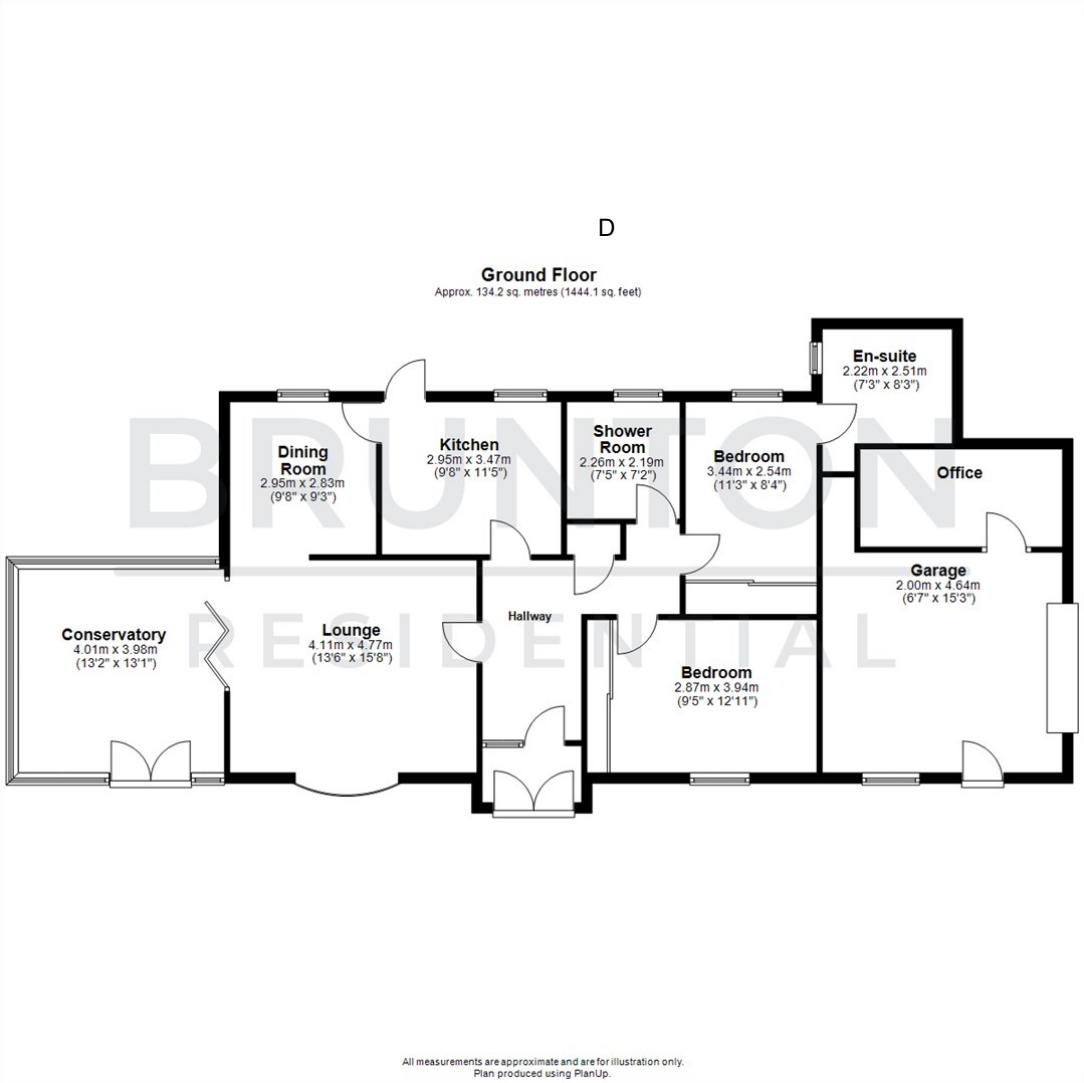 D
Ground Floor
Approx. 134.2 sq. metres (1444.1 sq. feet)
En-suite
2.22m x 2.51m
(7'3" x 8'3")
BRUNTON
RESIDENTIAL
Dining
Room
2.95m x 2.83m
(9'8" x 9'3")
Kitchen
2.95m x 3.47m
(9'8" x 11'5")
Shower
Room
2.26m x 2.19m
(7'5" x 7'2")
Bedroom
3.44m x 2.54m
(11'3" x 8'4")
Office
Garage
2.00m x 4.64m
(6'7" x 15'3")
Conservatory
4.01m x 3.98m
(13'2" x 13'1")
Lounge
4.11m x 4.77m
(13'6" x 15'8")
Hallway
Bedroom
2.87m x 3.94m
(9'5" x 12'11")
All measurements are approximate and are for illustration only.
Plan produced using PlanUp.